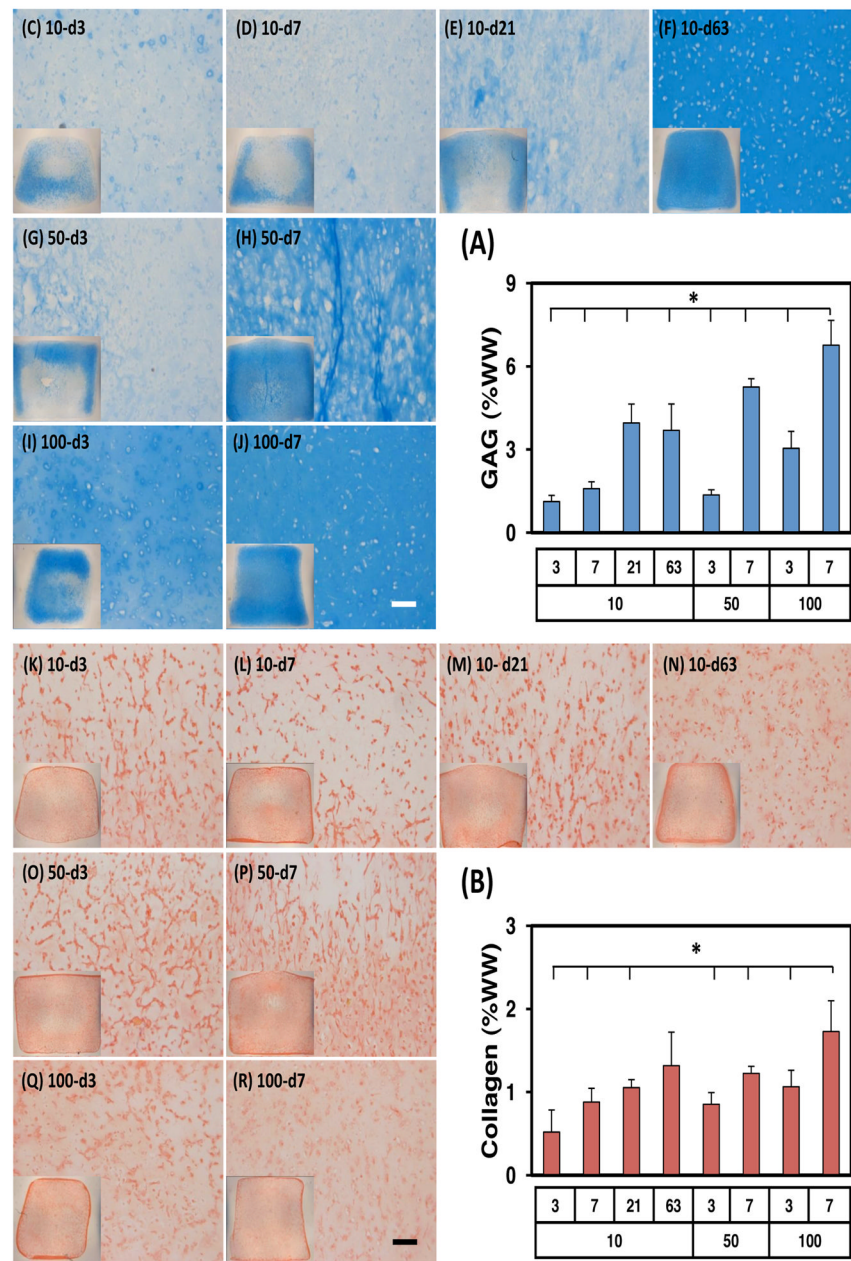 (C) 10-d3
(D) 10-d7
(E) 10-d21
(F) 10-d63
(G) 50-d3
(H) 50-d7
(I) 100-d3
(J) 100-d7
(A)
9
6
3
0
GAG (%WW)
*
3 7 21 63 3 7 3 7
10 50 100
(K) 10-d3
(L) 10-d7
(M) 10- d21
(N) 10-d63
(O) 50-d3
(P) 50-d7
(Q) 100-d3
(R) 100-d7
(B)
3
2
1
0
Collagen (%WW)
*
3 7 21 63 3 7 3 7
10 50 100